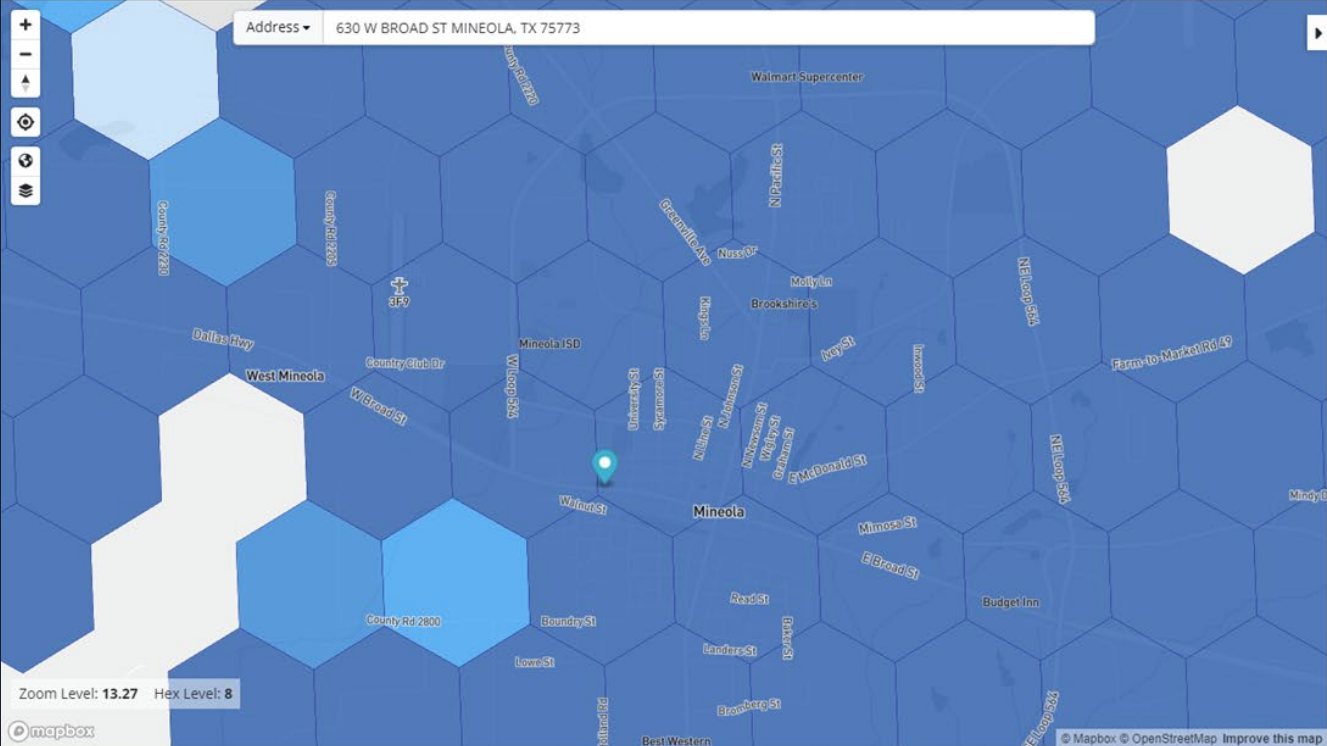 Address
630 W BROAD ST MINEOLA, TX 75773
Walmart Supercenter
N Pacific St
County Rd 2230
County Rd 2205
Greenville Ave
Nuss Dr
Molly Ln
3F9
Kings Ln
Brookshire's
NE Loop 564
Dallas Hwy
Mineola ISD
Ivey St
Farm-to-Market Rd 49
Country Club Dr
West Mineola
W Loop 564
University St
Sycamore St
N Johnson St
Inwood St
W Broad St
N Line St
N Newsom St
Wigley St
Graham St
E McDonald St
NE Loop 564
Walnut St
Mineola
Mimosa St
Mindy
E Broad St
Read St
Budget Inn
County Rd 2800
Boundry St
Baker St
Landers St
Lowe St
Zoom Level: 13.27 Hex Level: 8
Bromberg St
E Loop 564
mapbox
Best Western
© Mapbox © OpenStreetMap Improve this map